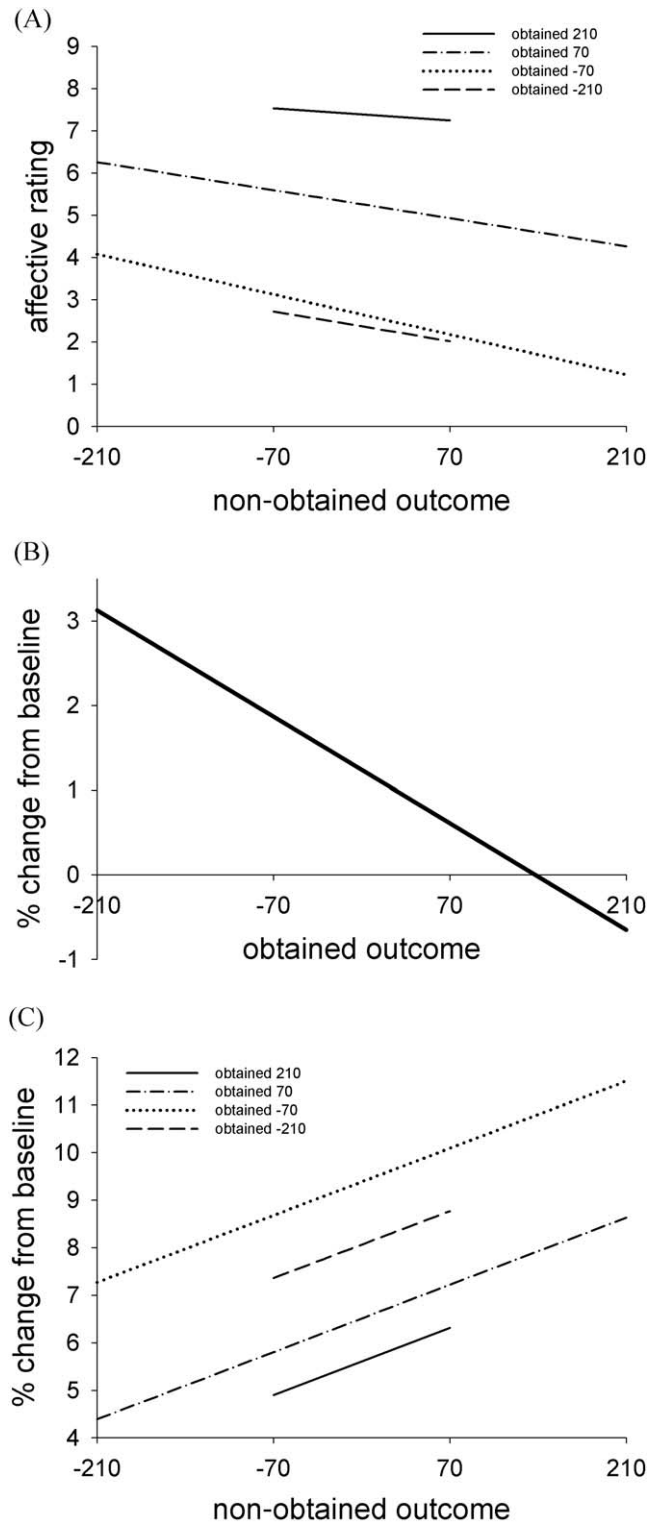 (A)
9
8
7
6
5
4
3
2
1
0
affective rating
obtained 210
obtained 70
obtained -70
obtained -210
-210 -70 70 210
non-obtained outcome
(B)
3
2
1
0
-1
% change from baseline
-210 -70 70 210
obtained outcome
(C)
12
11
10
9
8
7
6
5
4
% change from baseline
obtained 210
obtained 70
obtained -70
obtained -210
-210 -70 70 210
non-obtained outcome